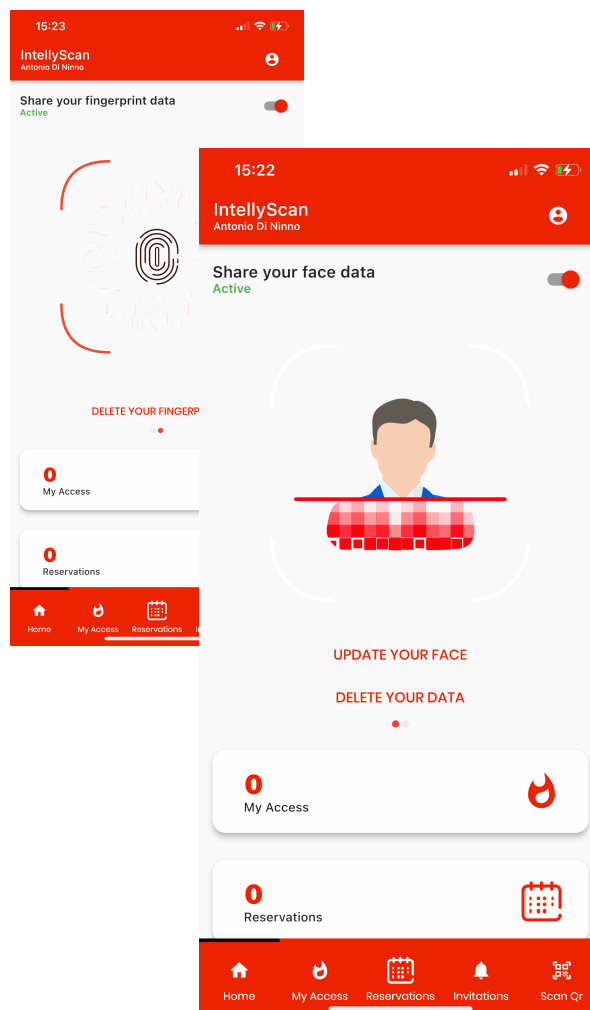 15:23
IntellyScan
Antonio Di Ninno
Share your fingerprint data
Active
DELETE YOUR FINGERP
0
My Access
0
Reservations
Home
My Access
Reservations
15:22
IntellyScan
Antonio Di Ninno
Share your face data
Active
UPDATE YOUR FACE
DELETE YOUR DATA
0
My Access
0
Reservations
Home
My Access
Reservations
Invitations
Scan Qr